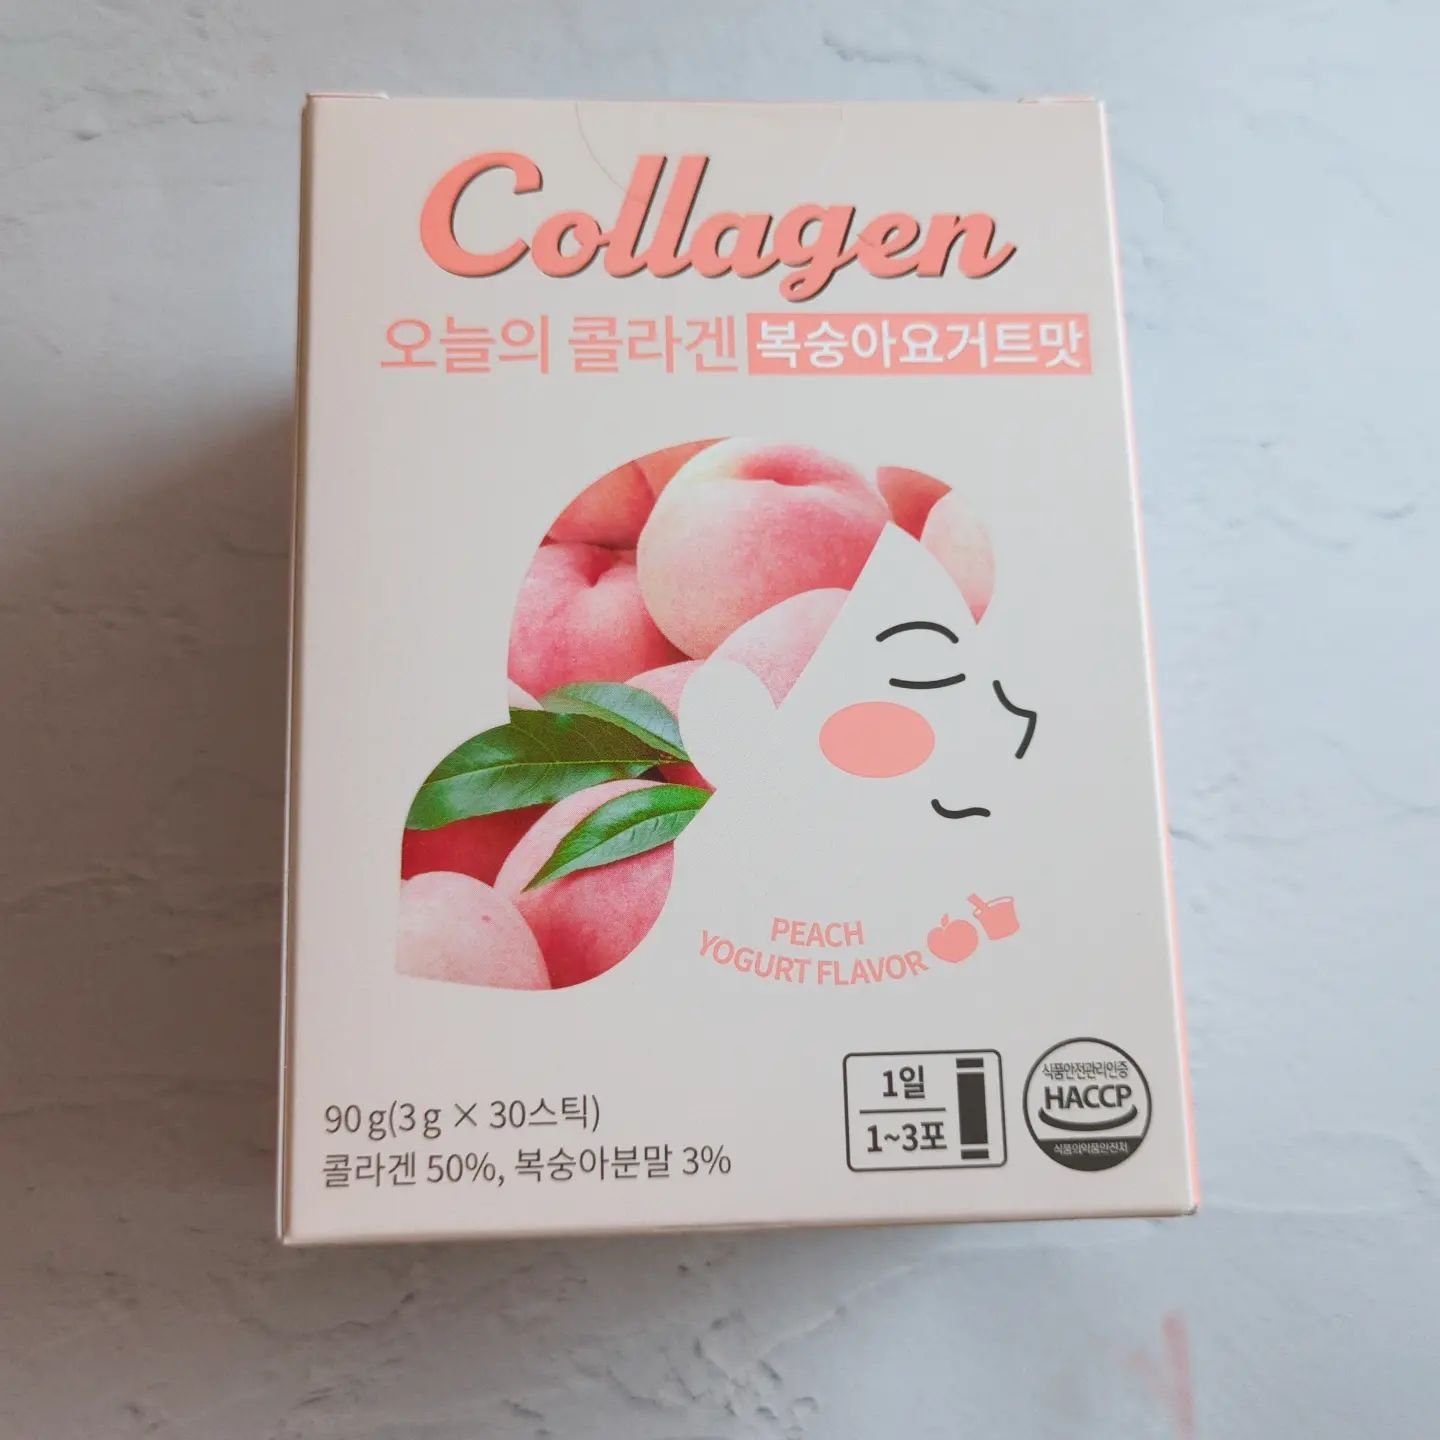 Collagen
오늘의 콜라겐 복숭아요거트맛
PEACH
YOGURT FLAVOR
90 g(3 g × 30스틱)
콜라겐 50%, 복숭아분말 3%
1일
1~3포
식품안전관리인증
HACCP
식품의약품안전처